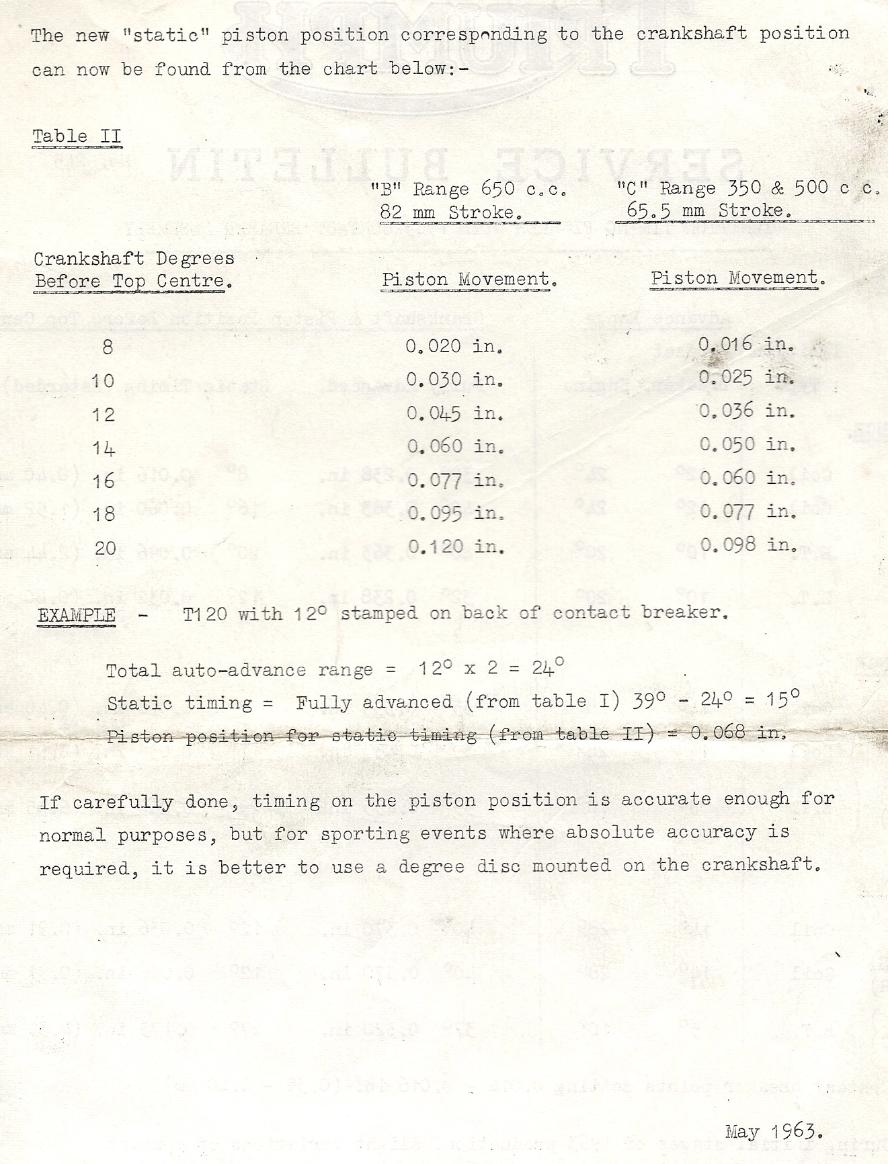 The new "static" piston position corresponding to the crankshaft position
can now be found from the chart below:-
Table II
"B" Range 650 c.c. "C" Range 350 & 500 c c.
82 mm Stroke. 65.5 mm Stroke.
Crankshaft Degrees
Before Top Centre. Piston Movement. Piston Movement.
8 0.020 in. 0.016 in.
10 0.030 in. 0.025 in.
12 0.045 in. 0.036 in.
14 0.060 in. 0.050 in.
16 0.077 in. 0.060 in.
18 0.095 in. 0.077 in.
20 0.120 in. 0.098 in.
EXAMPLE - T120 with 12° stamped on back of contact breaker.
Total auto-advance range = 12° x 2 = 24°
Static timing = Fully advanced (from table I) 39° - 24° = 15°
Piston position for static timing (from table II) = 0.068 in.
If carefully done, timing on the piston position is accurate enough for
normal purposes, but for sporting events where absolute accuracy is
required, it is better to use a degree disc mounted on the crankshaft.
May 1963.
SERVICE BULLETIN